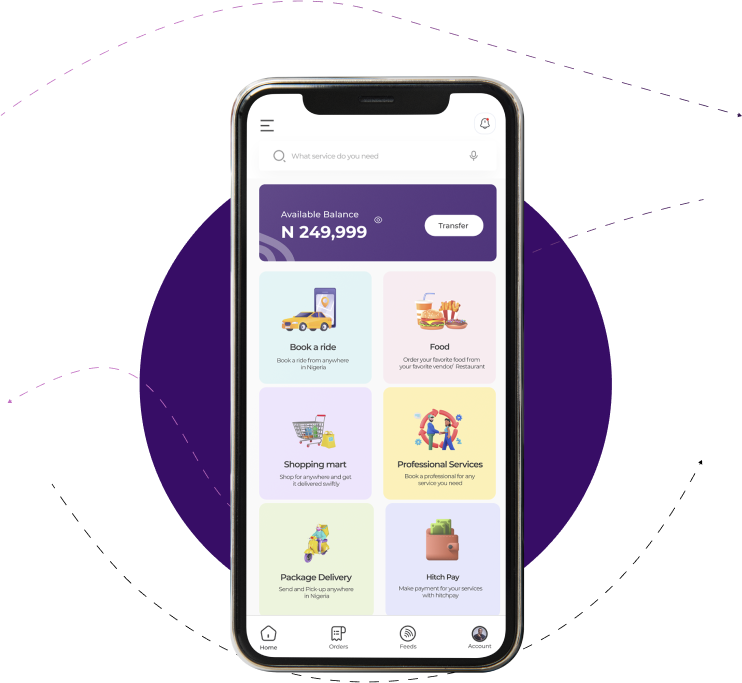 What service do you need
Available Balance
N 249,999
Transfer
Book a ride
Book a ride from anywhere
in Nigeria
Food
Order your favorite food from
your favorite vendor/ Restaurant
Shopping mart
Shop for anywhere and get
it delivered swiftly
Professional Services
Book a professional for any
service you need
Package Delivery
Send and Pick-up anywhere
in Nigeria
Hitch Pay
Make payment for your services
with hitchpay
Home
Orders
Feeds
Account